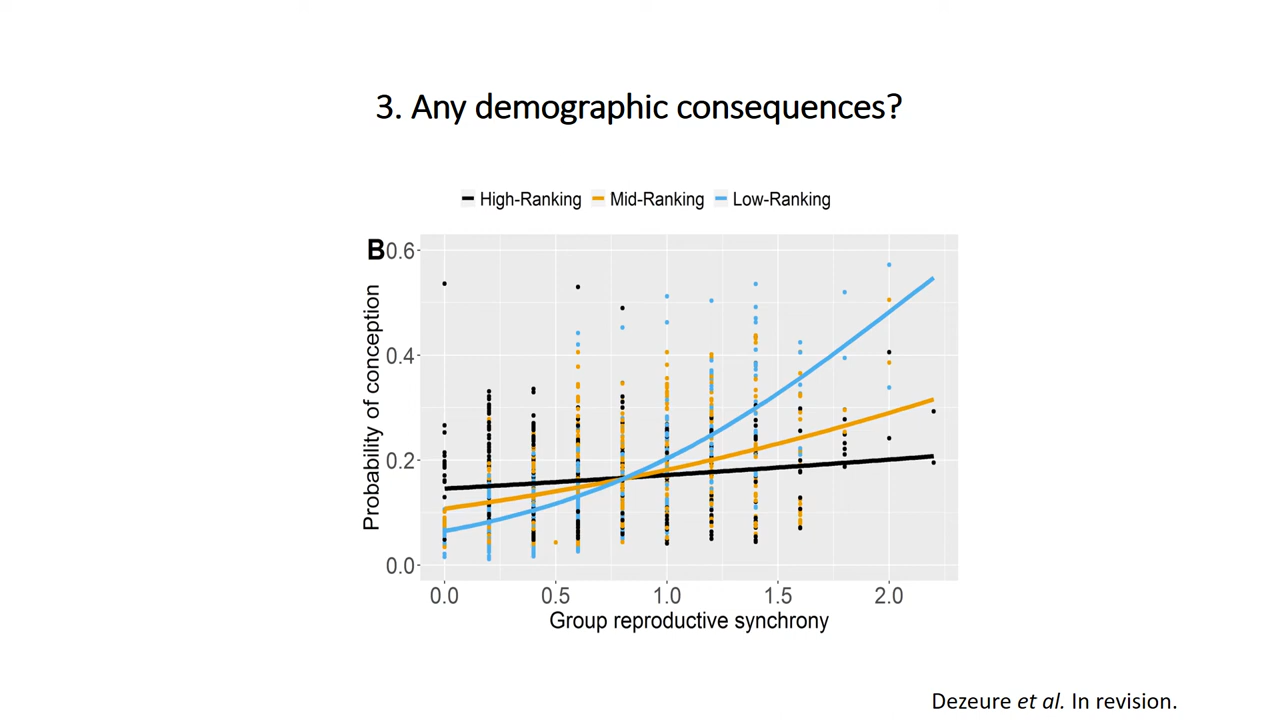 3. Any demographic consequences?
High-Ranking Mid-Ranking Low-Ranking
B
0.6
0.4
0.2
0.0
Probability of conception
0.0 0.5 1.0 1.5 2.0
Group reproductive synchrony
Dezeure et al. In revision.